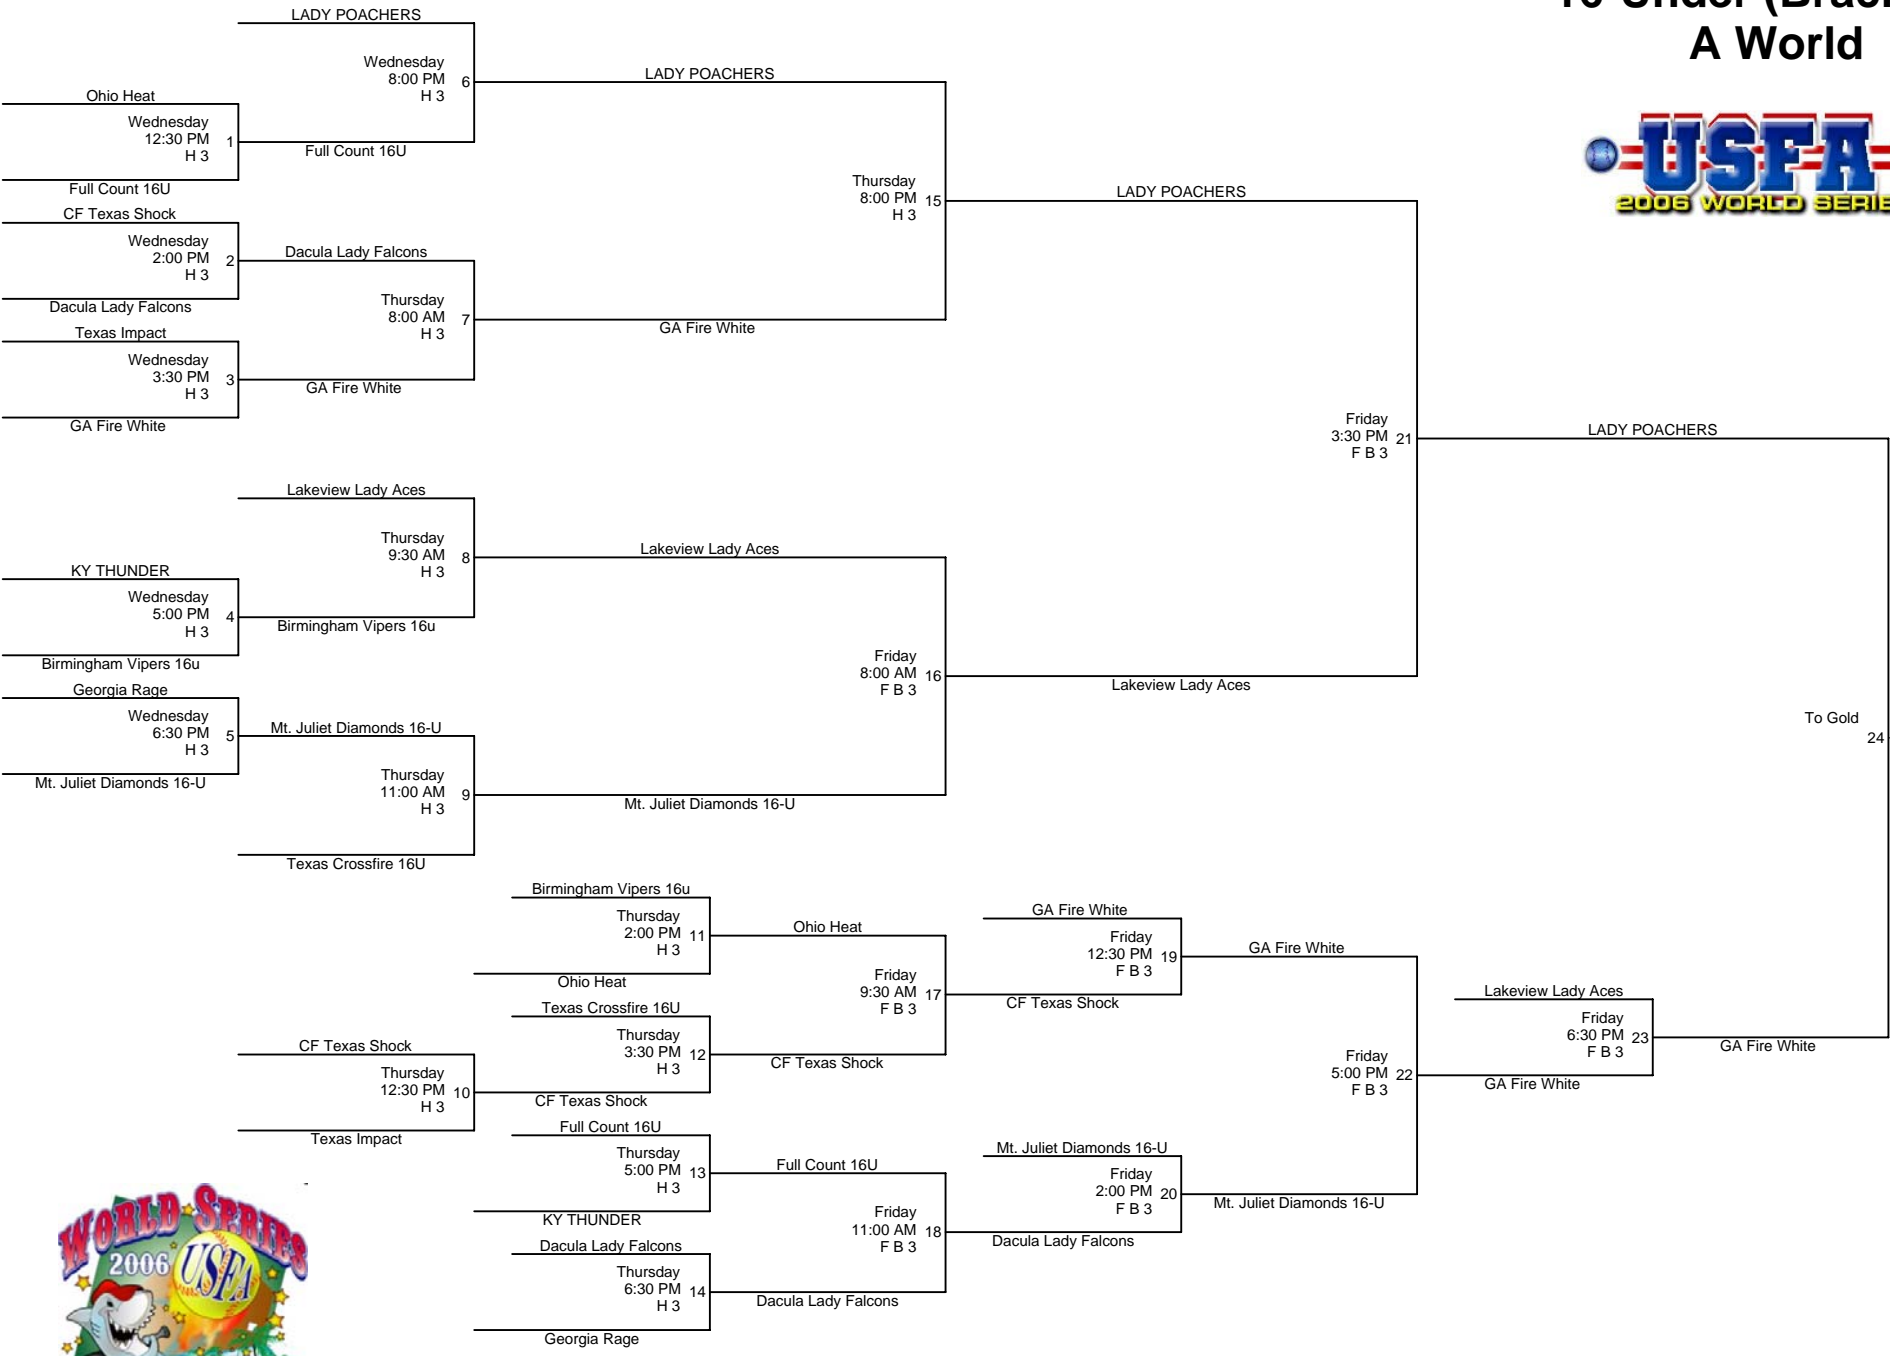 A World
USFA
2006 WORLD
LADY POACHERS
Wednesday
8:00 PM 6
H 3
LADY POACHERS
Ohio Heat
Wednesday
12:30 PM 1
H 3
Full Count 16U
Full Count 16U
Thursday
8:00 PM 15
H 3
LADY POACHERS
CF Texas Shock
Wednesday
2:00 PM 2
H 3
Dacula Lady Falcons
Dacula Lady Falcons
Thursday
8:00 AM 7
H 3
GA Fire White
Texas Impact
Wednesday
3:30 PM 3
H 3
GA Fire White
GA Fire White
Friday
3:30 PM 21
F B 3
LADY POACHERS
Lakeview Lady Aces
Thursday
9:30 AM 8
H 3
Lakeview Lady Aces
KY THUNDER
Wednesday
5:00 PM 4
H 3
Birmingham Vipers 16u
Birmingham Vipers 16u
Friday
8:00 AM 16
F B 3
Lakeview Lady Aces
Georgia Rage
Wednesday
6:30 PM 5
H 3
Mt. Juliet Diamonds 16-U
Mt. Juliet Diamonds 16-U
Thursday
11:00 AM 9
H 3
Mt. Juliet Diamonds 16-U
Texas Crossfire 16U
To Gold
24
Birmingham Vipers 16u
Thursday
2:00 PM 11
H 3
Ohio Heat
Ohio Heat
Friday
9:30 AM 17
F B 3
GA Fire White
Friday
12:30 PM 19
F B 3
GA Fire White
CF Texas Shock
Texas Crossfire 16U
Thursday
3:30 PM 12
H 3
CF Texas Shock
CF Texas Shock
Thursday
12:30 PM 10
H 3
CF Texas Shock
Texas Impact
Lakeview Lady Aces
Friday
6:30 PM 23
F B 3
GA Fire White
Friday
5:00 PM 22
F B 3
GA Fire White
Full Count 16U
Thursday
5:00 PM 13
H 3
Full Count 16U
KY THUNDER
Friday
11:00 AM 18
F B 3
Mt. Juliet Diamonds 16-U
Friday
2:00 PM 20
F B 3
Mt. Juliet Diamonds 16-U
Dacula Lady Falcons
Dacula Lady Falcons
Thursday
6:30 PM 14
H 3
Dacula Lady Falcons
Georgia Rage
WORLD SERIES
2006
USFA